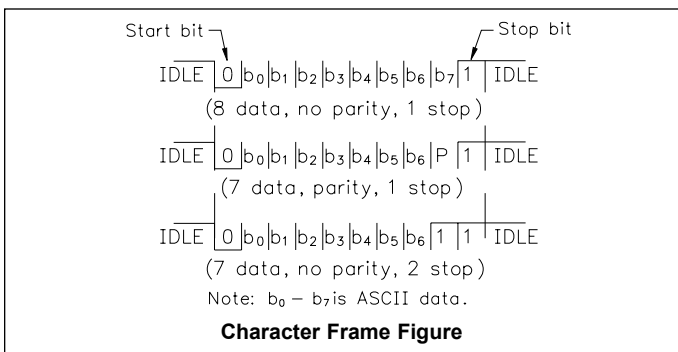 Start bit Stop bit
IDLE 0 b₀ b₁ b₂ b₃ b₄ b₅ b₆ b₇ 1 IDLE
(8 data, no parity, 1 stop)
IDLE 0 b₀ b₁ b₂ b₃ b₄ b₅ b₆ P 1 IDLE
(7 data, parity, 1 stop)
IDLE 0 b₀ b₁ b₂ b₃ b₄ b₅ b₆ 1 1 IDLE
(7 data, no parity, 2 stop)
Note: b₀ – b₇ is ASCII data.
Character Frame Figure